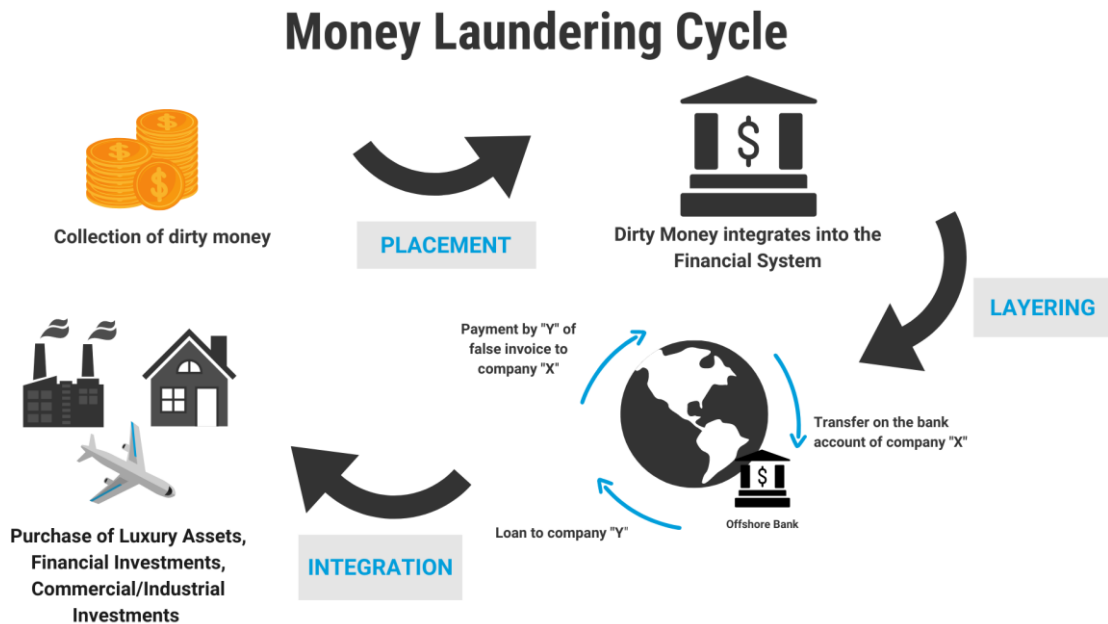 Money Laundering Cycle
Collection of dirty money
PLACEMENT
$
Dirty Money integrates into the
Financial System
LAYERING
Payment by "Y" of
false invoice to
company "X"
Transfer on the bank
account of company "X"
$
Offshore Bank
Loan to company "Y"
INTEGRATION
Purchase of Luxury Assets,
Financial Investments,
Commercial/Industrial
Investments